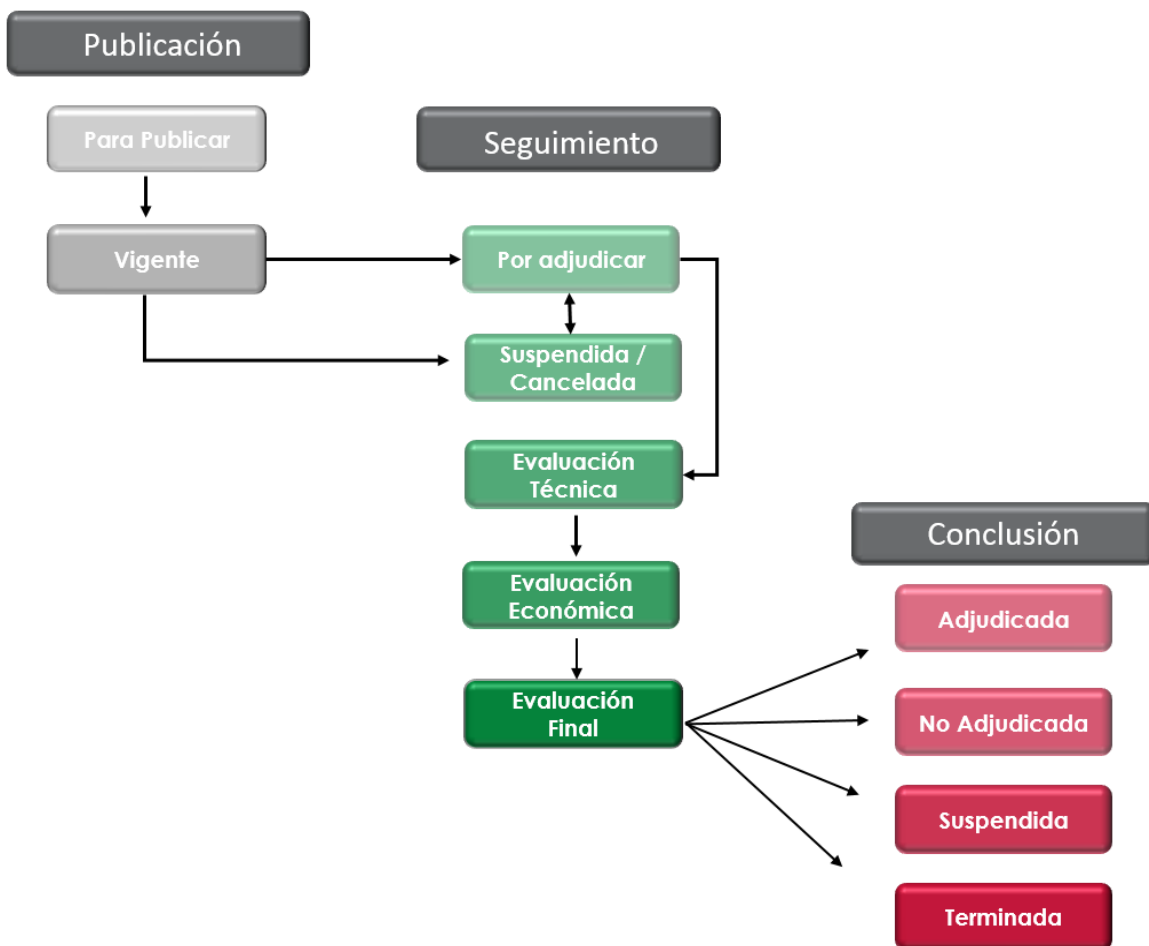 Publicación
Para Publicar
Vigente
Seguimiento
Por adjudicar
Suspendida /
Cancelada
Evaluación
Técnica
Evaluación
Económica
Evaluación
Final
Conclusión
Adjudicada
No Adjudicada
Suspendida
Terminada